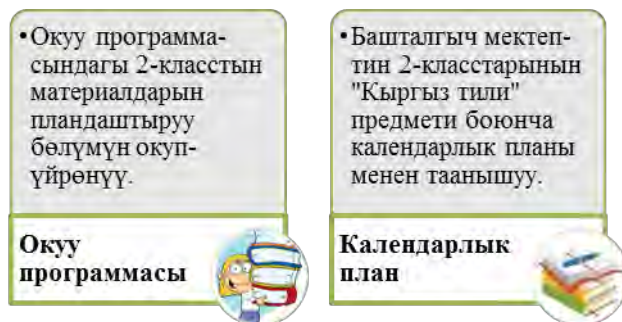 •Окуу программа-
сындагы 2-класстын
материалдарын
пландаштыруу
бөлүмүн окуп-
үйрөнүү.
Окуу
программасы
•Башталгыч мектеп-
тин 2-класстарынын
"Кыргыз тили"
предмети боюнча
календарлык планы
менен таанышуу.
Календарлык
план